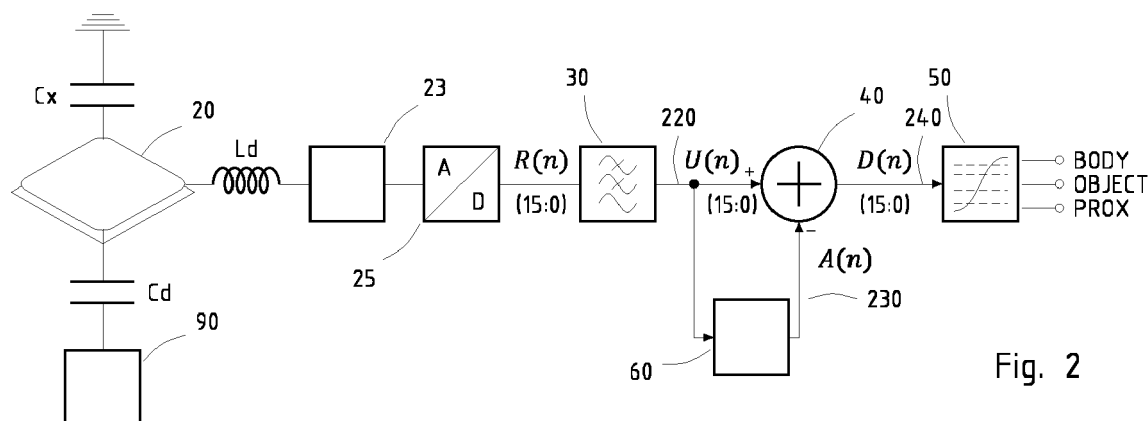 Cx
20
Ld
23
A
D
25
R(n)
(15:0)
30
220
U(n)
+
(15:0)
40
-
A(n)
230
60
D(n)
(15:0)
240
50
BODY
OBJECT
PROX
Cd
90
Fig. 2